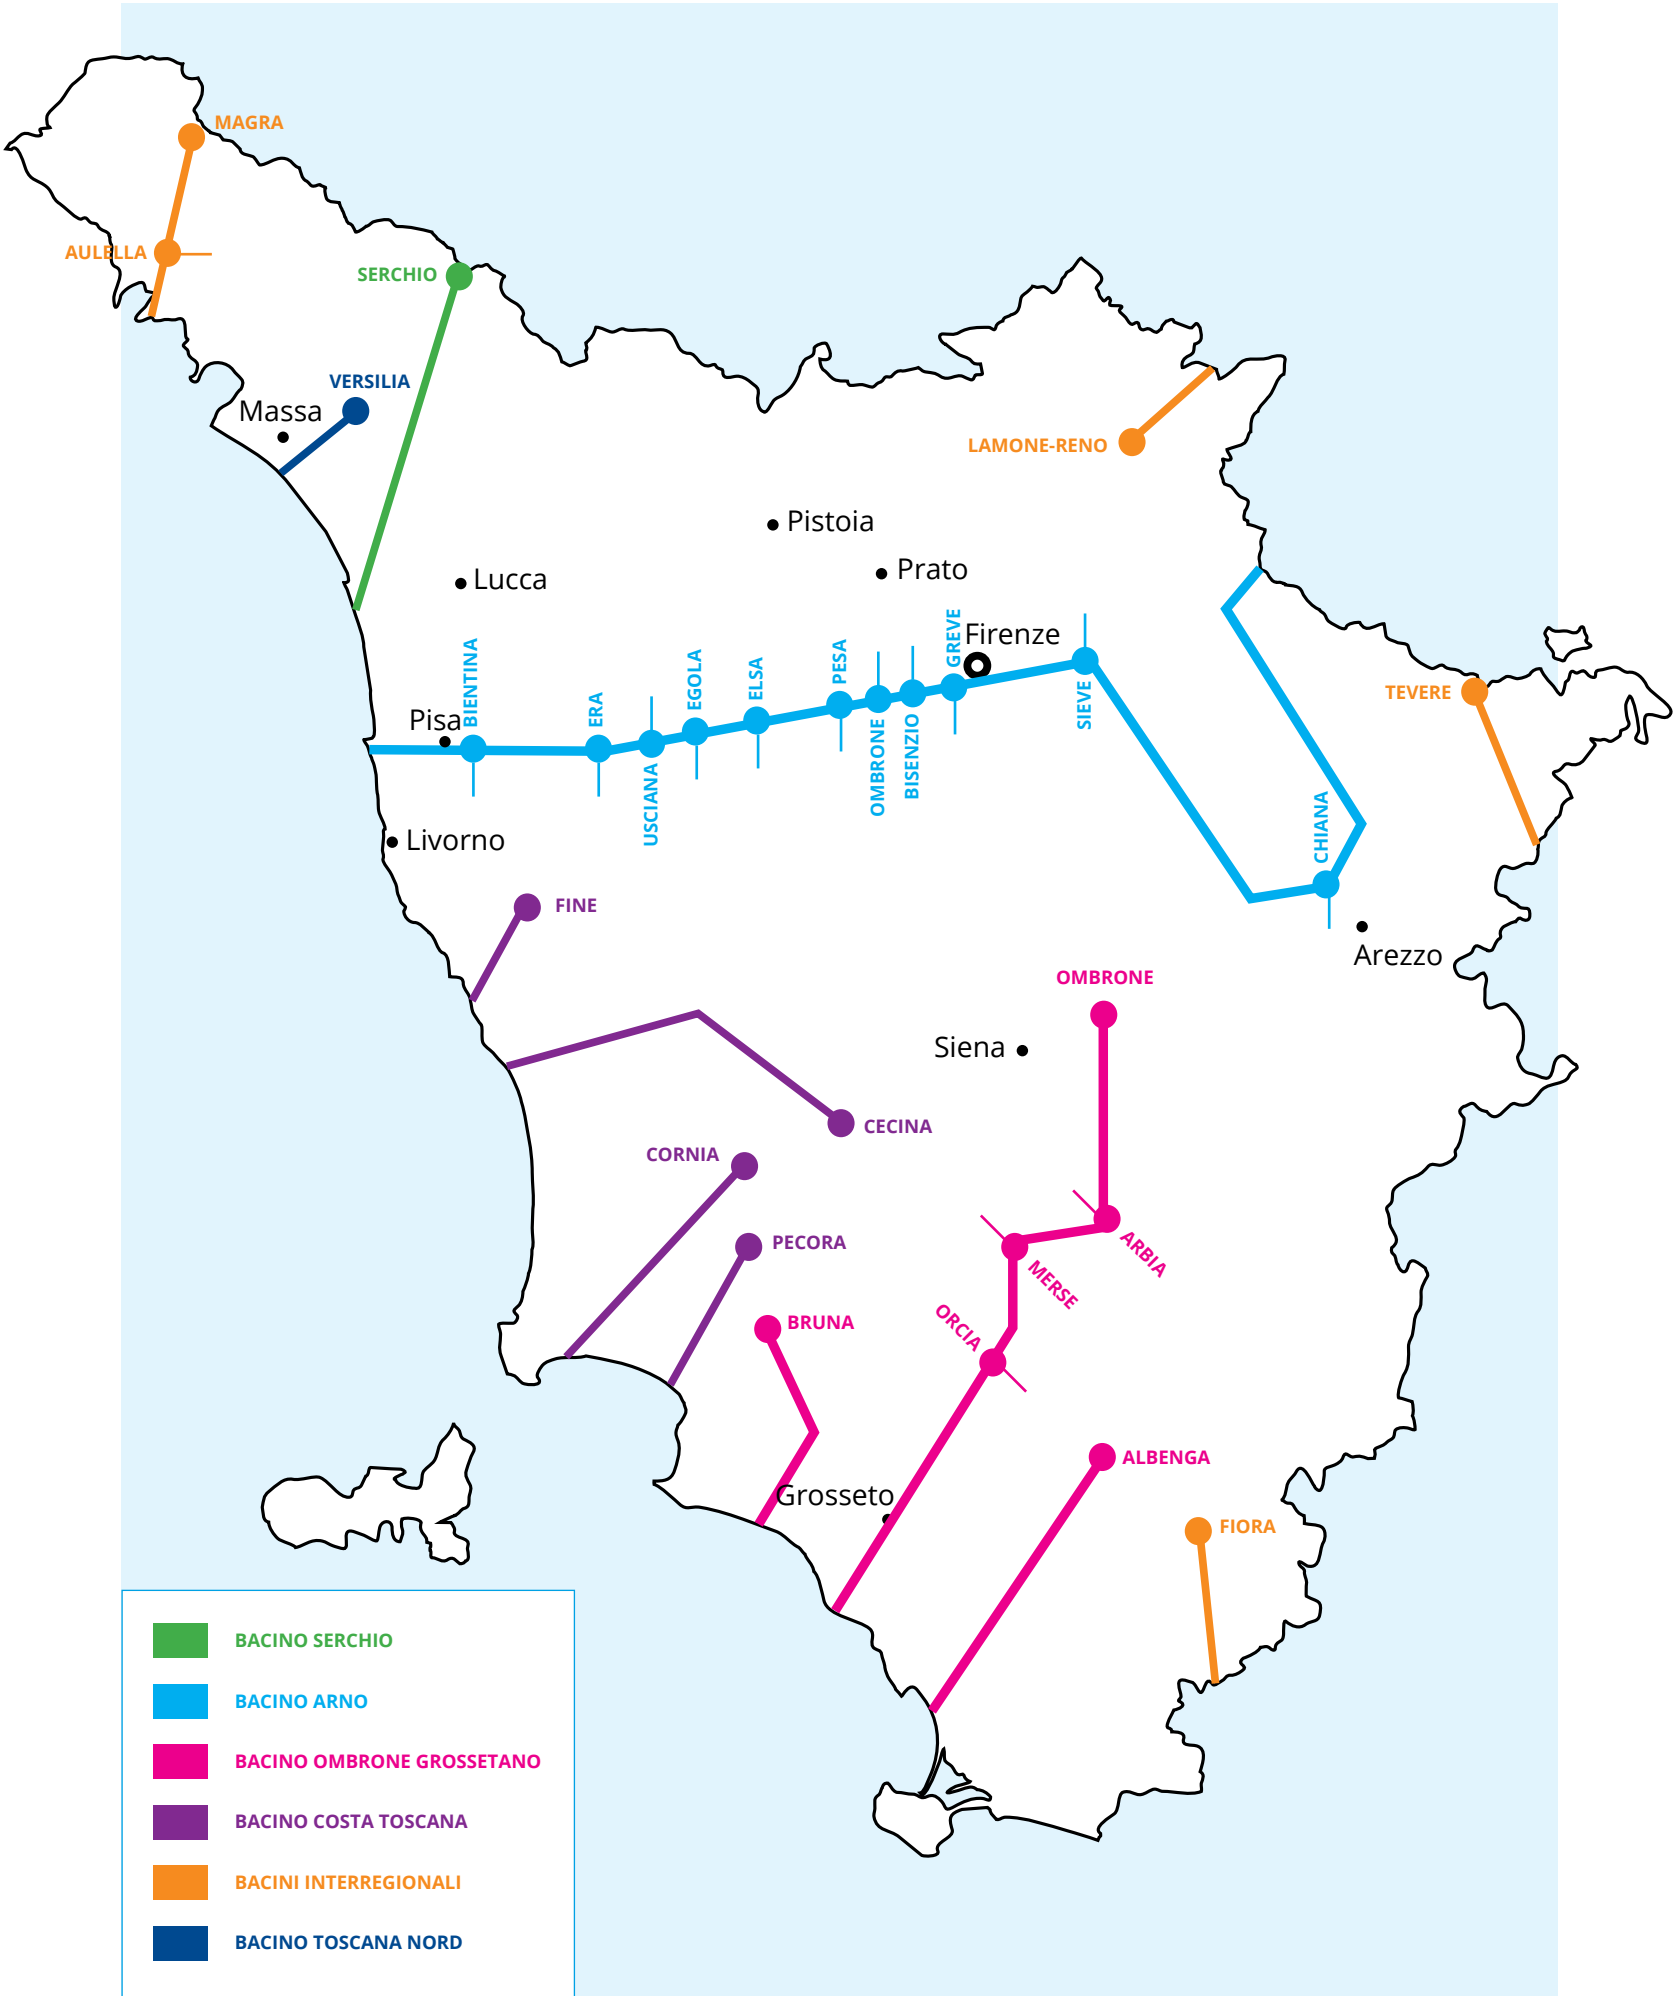 MAGRA
AULELLA
SERCHIO
VERSILIA
Massa
LAMONE-RENO
Pistoia
Prato
Lucca
Firenze
GREVE
BIENTINA
PESA
EGOLA
ELSA
ERA
Pisa
SIEVE
TEVERE
USCIANA
OMBRONE
BISENZIO
CHIANA
Livorno
FINE
Arezzo
OMBRONE
Siena
CECINA
CORNIA
PECORA
ARBIA
MERSE
ORCIA
BRUNA
ALBENGA
Grosseto
FIORA
BACINO SERCHIO
BACINO ARNO
BACINO OMBRONE GROSSETANO
BACINO COSTA TOSCANA
BACINI INTERREGIONALI
BACINO TOSCANA NORD